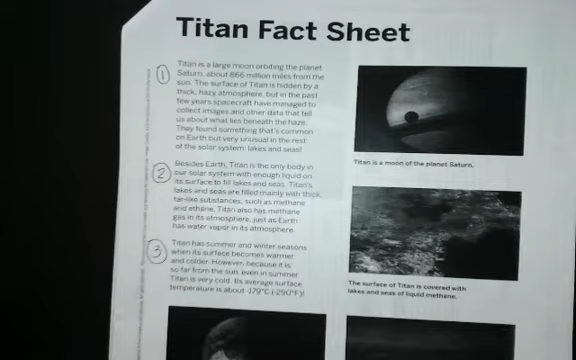 Titan Fact Sheet
1
Titan is a large moon orbiting the planet
Saturn, about 866 million miles from the
sun. The surface of Titan is hidden by a
thick, hazy atmosphere, but in the past
few years spacecraft have managed to
collect images and other data that tell
us about what lies beneath the haze.
They found something that's common
on Earth but very unusual in the rest
of the solar system: lakes and seas!
Titan is a moon of the planet Saturn.
2
Besides Earth, Titan is the only body in
our solar system with enough liquid on
its surface to fill lakes and seas. Titan's
lakes and seas are filled mainly with thick,
tar-like substances, such as methane
and ethane. Titan also has methane
gas in its atmosphere, just as Earth
has water vapor in its atmosphere.
3
Titan has summer and winter seasons
when its surface becomes warmer
and colder. However, because it is
so far from the sun, even in summer
Titan is very cold. Its average surface
temperature is about -179°C (-290°F)!
The surface of Titan is covered with
lakes and seas of liquid methane.